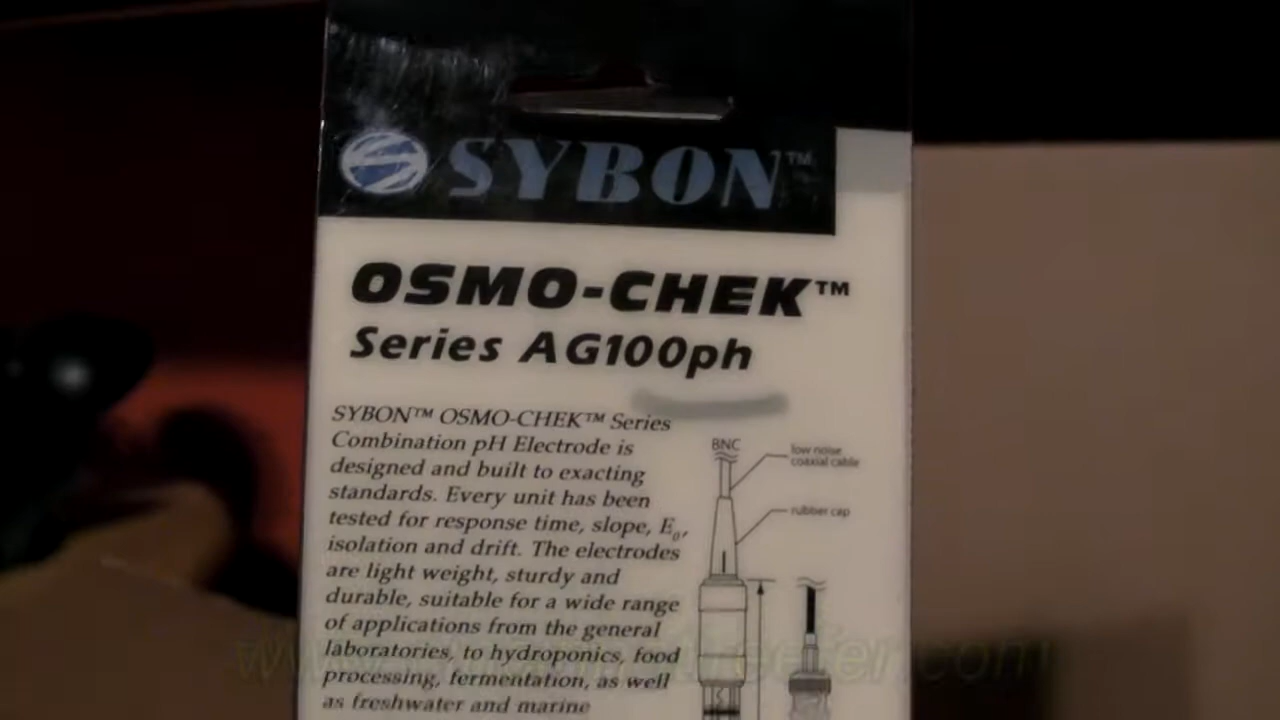 SYBON™
OSMO-CHEK™
Series AG100ph
SYBON™ OSMO-CHEK™ Series
Combination pH Electrode is
designed and built to exacting
standards. Every unit has been
tested for response time, slope, E₀,
isolation and drift. The electrodes
are light weight, sturdy and
durable, suitable for a wide range
of applications from the general
laboratories, to hydroponics, food
processing, fermentation, as well
as freshwater and marine
BNC
low noise
coaxial cable
rubber cap